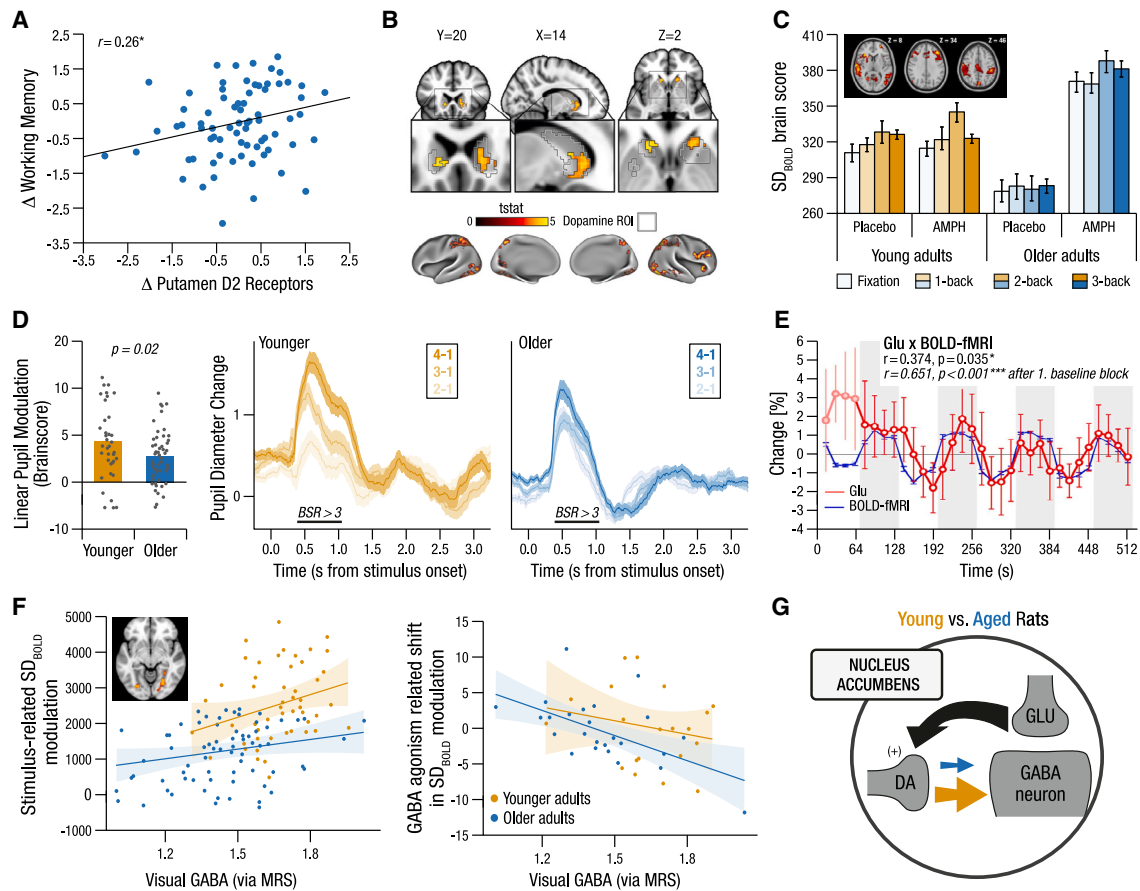 A
r = 0.26*
Δ Working Memory
2.5
1.5
0.5
-0.5
-1.5
-2.5
-3.5
-3.5 -2.5 -1.5 -0.5 0.5 1.5 2.5
Δ Putamen D2 Receptors
B
Y=20 X=14 Z=2
tstat
0 5 Dopamine ROI
C
SDBOLD brain score
410
380
350
320
290
260
Z = 8 Z = 34 Z = 46
Placebo AMPH Placebo AMPH
Young adults Older adults
Fixation 1-back 2-back 3-back
D
p = 0.02
Linear Pupil Modulation
(Brainscore)
10
10
5
0
-10
Younger Older
Younger
4-1
3-1
2-1
Pupil Diameter Change
1
0
BSR > 3
0.0 0.5 1.0 1.5 2.0 2.5 3.0
Time (s from stimulus onset)
Older
4-1
3-1
2-1
BSR > 3
0.0 0.5 1.0 1.5 2.0 2.5 3.0
Time (s from stimulus onset)
E
Glu x BOLD-fMRI
r=0.374, p=0.035*
r=0.651, p<0.001*** after 1. baseline block
Change [%]
6
5
4
3
2
1
0
-1
-2
-3
-4
Glu
BOLD-fMRI
0 64 128 192 256 320 384 448 512
Time (s)
F
Stimulus-related SDBOLD
modulation
5000
4000
3000
2000
1000
0
-1000
1.2 1.5 1.8
Visual GABA (via MRS)
GABA agonism related shift
in SDBOLD modulation
15
10
5
0
-5
-10
-15
Younger adults
Older adults
1.2 1.5 1.8
Visual GABA (via MRS)
G
Young vs. Aged Rats
NUCLEUS
ACCUMBENS
GLU
(+)
DA
GABA
neuron